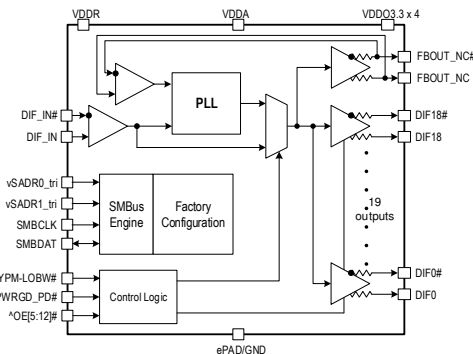 VDDR
VDDA
VDDO3.3 x 4
FBOUT_NC#
FBOUT_NC
PLL
DIF_IN#
DIF_IN
DIF18#
DIF18
vSADR0_tri
vSADR1_tri
SMBCLK
SMBDAT
SMBus Engine
Factory Configuration
19 outputs
YPM-LOBW#
PWRGD_PD#
^OE[5:12]#
Control Logic
DIF0#
DIF0
ePAD/GND